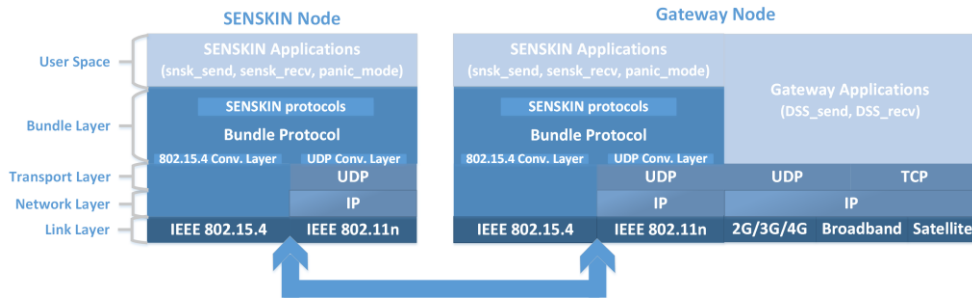 SENSKIN Node
Gateway Node
User Space
SENSKIN Applications
(snsk_send, sensk_recv, panic_mode)
SENSKIN Applications
(snsk_send, sensk_recv, panic_mode)
Gateway Applications
(DSS_send, DSS_recv)
Bundle Layer
SENSKIN protocols
Bundle Protocol
802.15.4 Conv. Layer
UDP Conv. Layer
SENSKIN protocols
Bundle Protocol
802.15.4 Conv. Layer
UDP Conv. Layer
Transport Layer
UDP
UDP
UDP
TCP
Network Layer
IP
IP
IP
Link Layer
IEEE 802.15.4
IEEE 802.11n
IEEE 802.15.4
IEEE 802.11n
2G/3G/4G
Broadband
Satellite